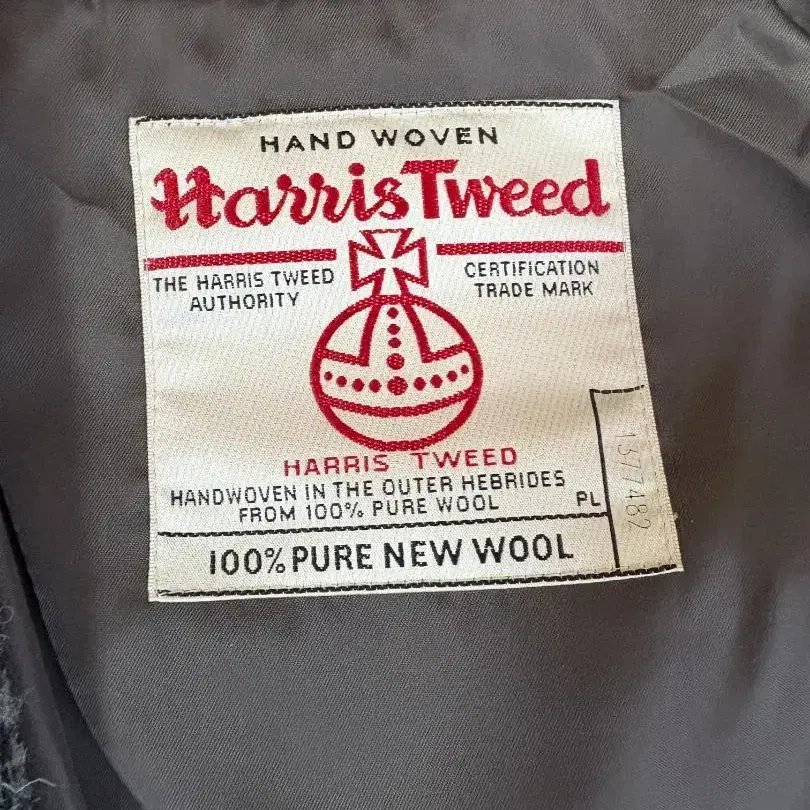 HAND WOVEN
Harris Tweed
THE HARRIS TWEED
AUTHORITY
CERTIFICATION
TRADE MARK
HARRIS TWEED
HANDWOVEN IN THE OUTER HEBRIDES
FROM 100% PURE WOOL
PL
1377482
100% PURE NEW WOOL